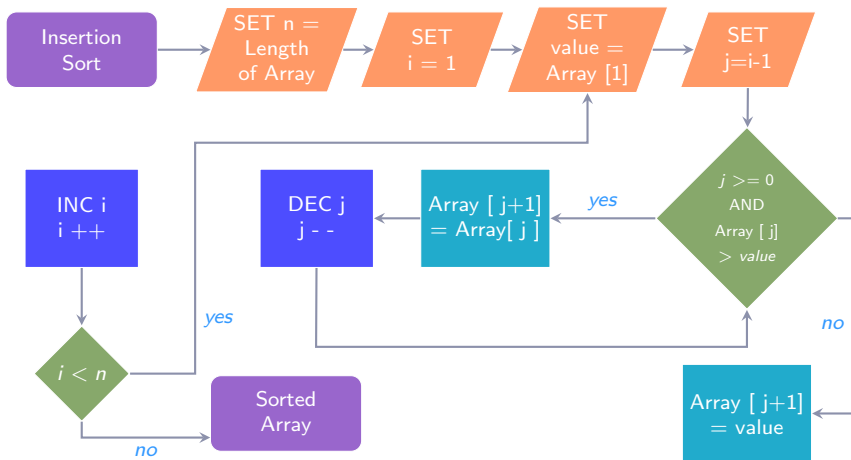 Insertion
Sort
SET n =
Length
of Array
SET
i = 1
SET
value =
Array [1]
SET
j=i-1
INC i
i ++
DEC j
j - -
Array [ j+1]
= Array[ j ]
yes
j >= 0
AND
Array [ j]
> value
yes
no
i < n
Sorted
Array
no
Array [ j+1]
= value